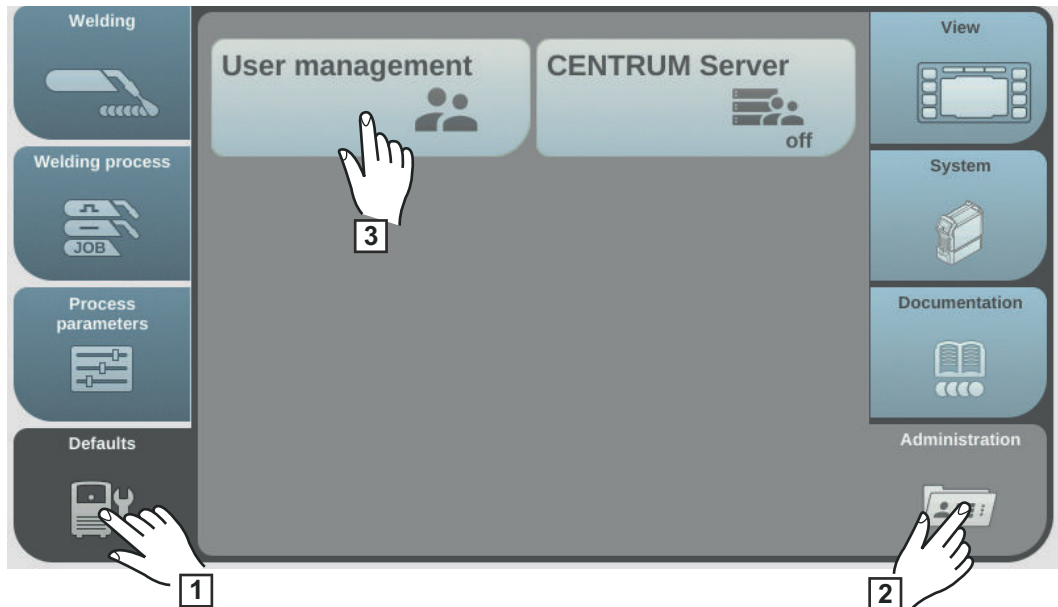 Welding
Welding process
JOB
Process
parameters
Defaults
1
User management
3
CENTRUM Server
off
View
System
Documentation
Administration
2